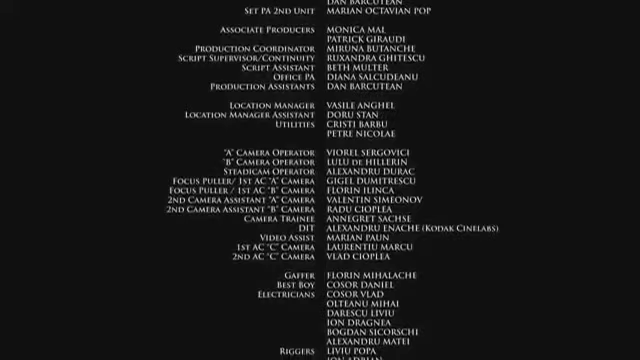 DAN BARCUTEAN
SET PA 2ND UNIT MARIAN OCTAVIAN POP
ASSOCIATE PRODUCERS MONICA MAL
PATRICK GIRAUDI
PRODUCTION COORDINATOR MIRUNA BUTANCHE
SCRIPT SUPERVISOR/CONTINUITY RUXANDRA GHITESCU
SCRIPT ASSISTANT BETH MULTER
OFFICE PA DIANA SALCUDEANU
PRODUCTION ASSISTANTS DAN BARCUTEAN
LOCATION MANAGER VASILE ANGHEL
LOCATION MANAGER ASSISTANT DORU STAN
UTILITIES CRISTI BARBU
PETRE NICOLAE
"A" CAMERA OPERATOR VIOREL SERGOVICI
"B" CAMERA OPERATOR LULU DE HILLERIN
STEADICAM OPERATOR ALEXANDRU DURAC
FOCUS PULLER/ 1ST AC "A" CAMERA GIGEL DUMITRESCU
FOCUS PULLER / 1ST AC "B" CAMERA FLORIN ILINCA
2ND CAMERA ASSISTANT "A" CAMERA VALENTIN SIMEONOV
2ND CAMERA ASSISTANT "B" CAMERA RADU CIOPLEA
CAMERA TRAINEE ANNEGRET SACHSE
DIT ALEXANDRU ENACHE (KODAK CINELABS)
VIDEO ASSIST MARIAN PAUN
1ST AC "C" CAMERA LAURENTIU MARCU
2ND AC "C" CAMERA VLAD CIOPLEA
GAFFER FLORIN MIHALACHE
BEST BOY COSOR DANIEL
ELECTRICIANS COSOR VLAD
OLTEANU MIHAI
DARESCU LIVIU
ION DRAGNEA
BOGDAN SICORSCHI
ALEXANDRU MATEI
RIGGERS LIVIU POPA
ION ADRIAN